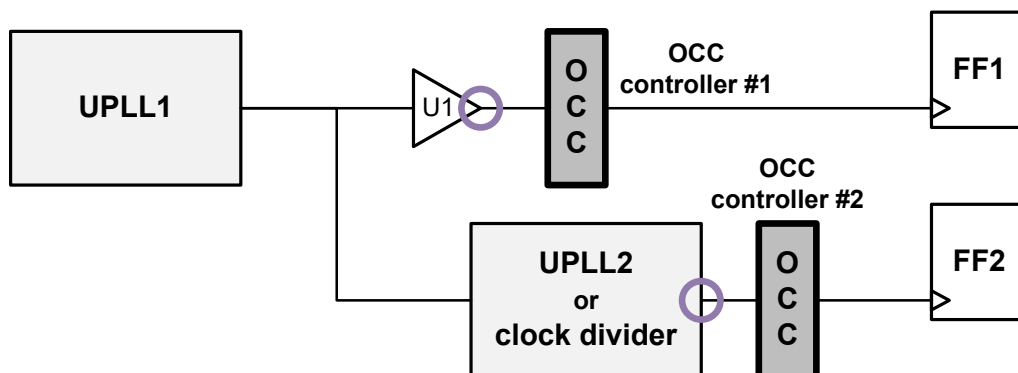 UPLL1
U1
O
C
C
OCC
controller #1
FF1
UPLL2
or
clock divider
OCC
controller #2
O
C
C
FF2